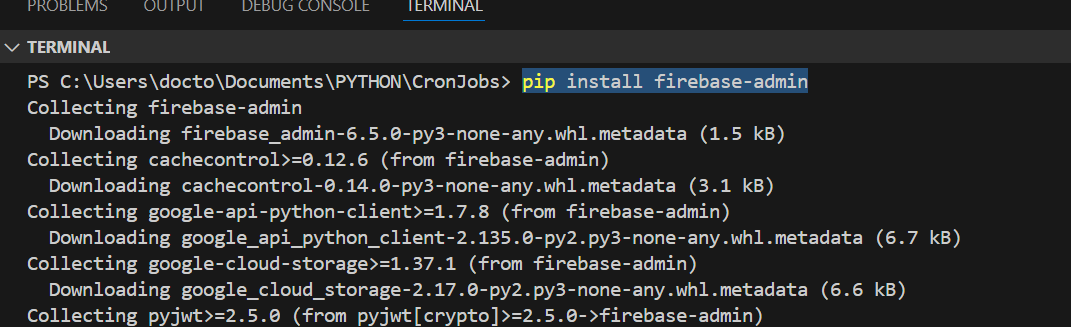 PROBLEMS OUTPUT DEBUG CONSOLE TERMINAL
TERMINAL
PS C:\Users\docto\Documents\PYTHON\CronJobs> pip install firebase-admin
Collecting firebase-admin
  Downloading firebase_admin-6.5.0-py3-none-any.whl.metadata (1.5 kB)
Collecting cachecontrol>=0.12.6 (from firebase-admin)
  Downloading cachecontrol-0.14.0-py3-none-any.whl.metadata (3.1 kB)
Collecting google-api-python-client>=1.7.8 (from firebase-admin)
  Downloading google_api_python_client-2.135.0-py2.py3-none-any.whl.metadata (6.7 kB)
Collecting google-cloud-storage>=1.37.1 (from firebase-admin)
  Downloading google_cloud_storage-2.17.0-py2.py3-none-any.whl.metadata (6.6 kB)
Collecting pyjwt>=2.5.0 (from pyjwt[crypto]>=2.5.0->firebase-admin)